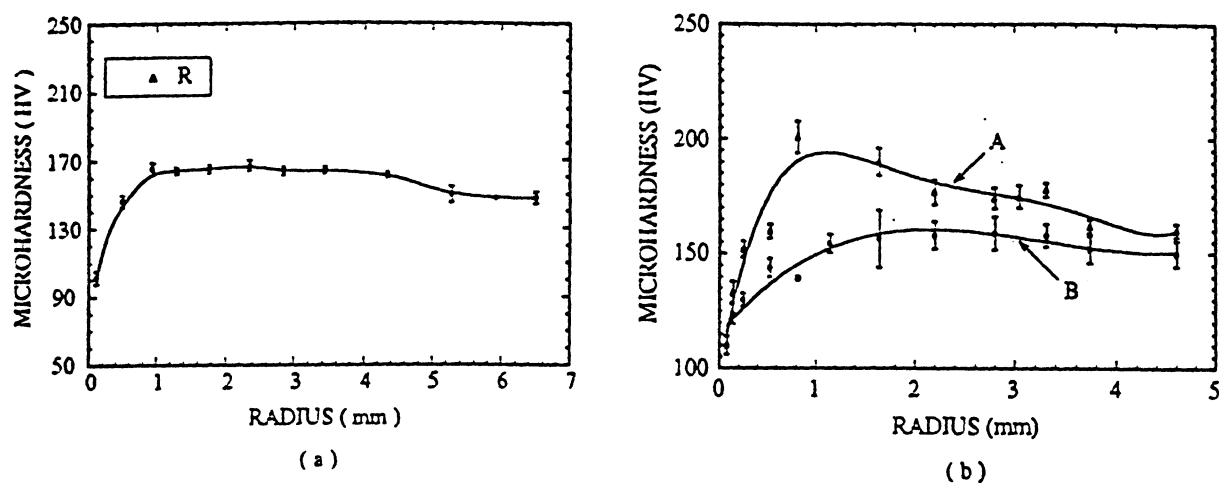 250
210
170
130
90
50
MICROHARDNESS ( HV )
R
0 1 2 3 4 5 6 7
RADIUS ( mm )
( a )
250
200
150
100
MICROHARDNESS (HV)
A
B
0 1 2 3 4 5
RADIUS (mm)
( b )